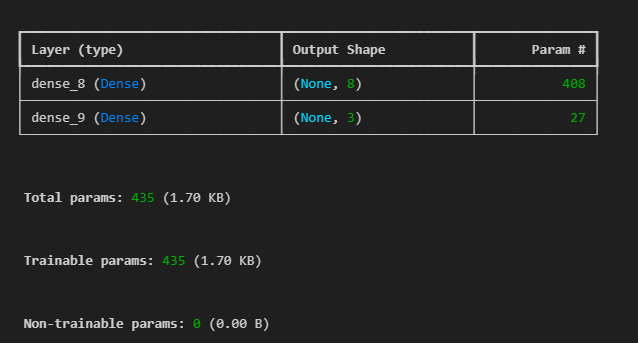 Layer (type) Output Shape Param #
dense_8 (Dense) (None, 8) 408
dense_9 (Dense) (None, 3) 27
Total params: 435 (1.70 KB)
Trainable params: 435 (1.70 KB)
Non-trainable params: 0 (0.00 B)